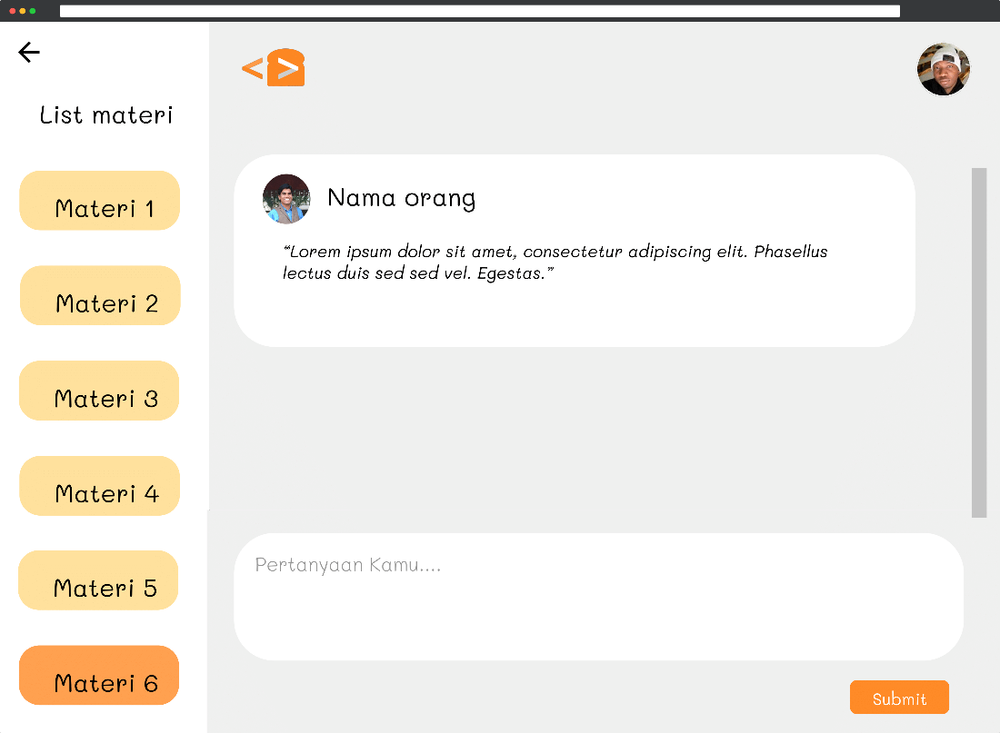 List materi
Materi 1
Materi 2
Materi 3
Materi 4
Materi 5
Materi 6
Nama orang
“Lorem ipsum dolor sit amet, consectetur adipiscing elit. Phasellus
lectus duis sed sed vel. Egestas.”
Pertanyaan Kamu....
Submit